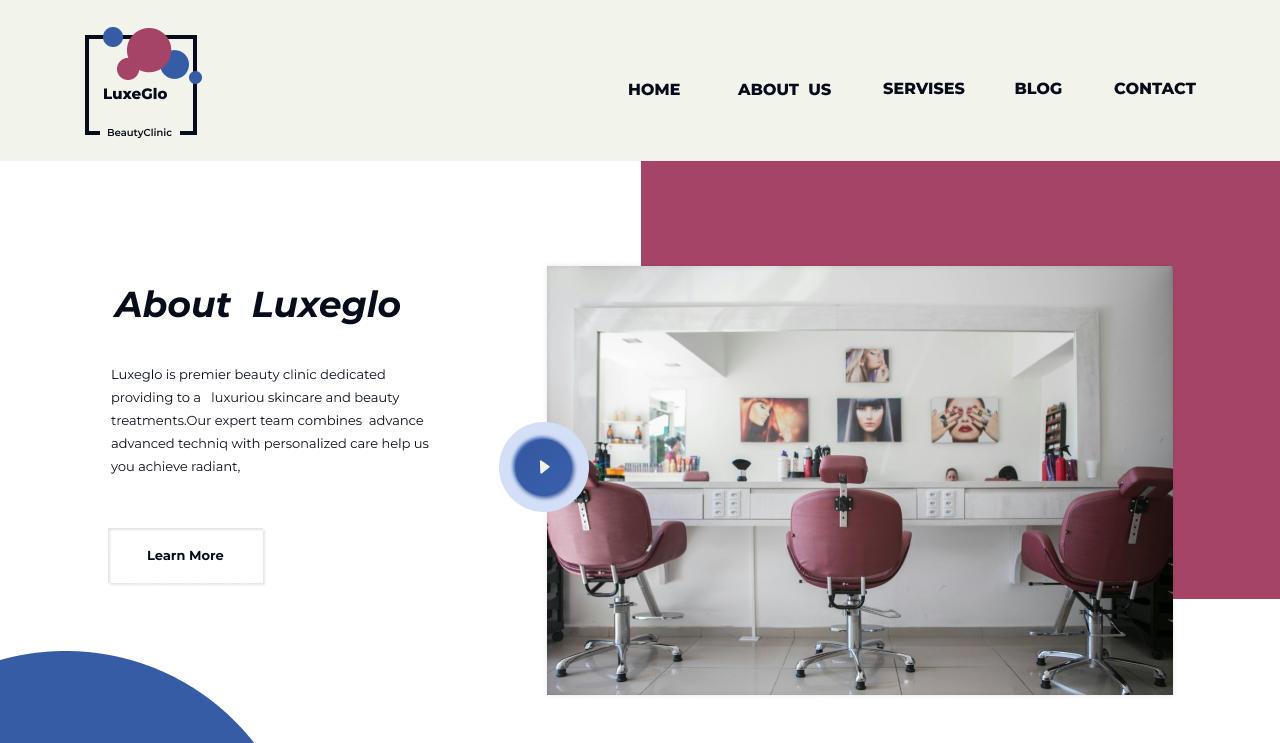 LuxeGlo
BeautyClinic
HOME ABOUT US SERVISES BLOG CONTACT
About Luxeglo
Luxeglo is premier beauty clinic dedicated
providing to a luxuriou skincare and beauty
treatments.Our expert team combines advance
advanced techniq with personalized care help us
you achieve radiant,
Learn More